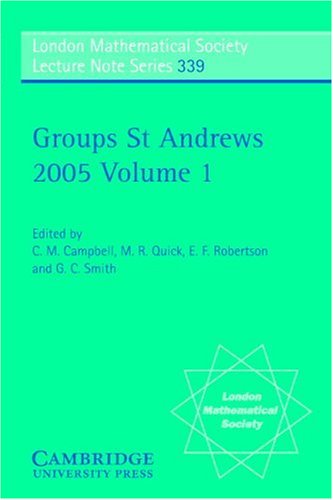 London Mathematical Society
Lecture Note Series 339
Groups St Andrews
2005 Volume 1
Edited by
C. M. Campbell, M. R. Quick, E. F. Robertson
and G. C. Smith
London
Mathematical
Society
CAMBRIDGE
UNIVERSITY PRESS